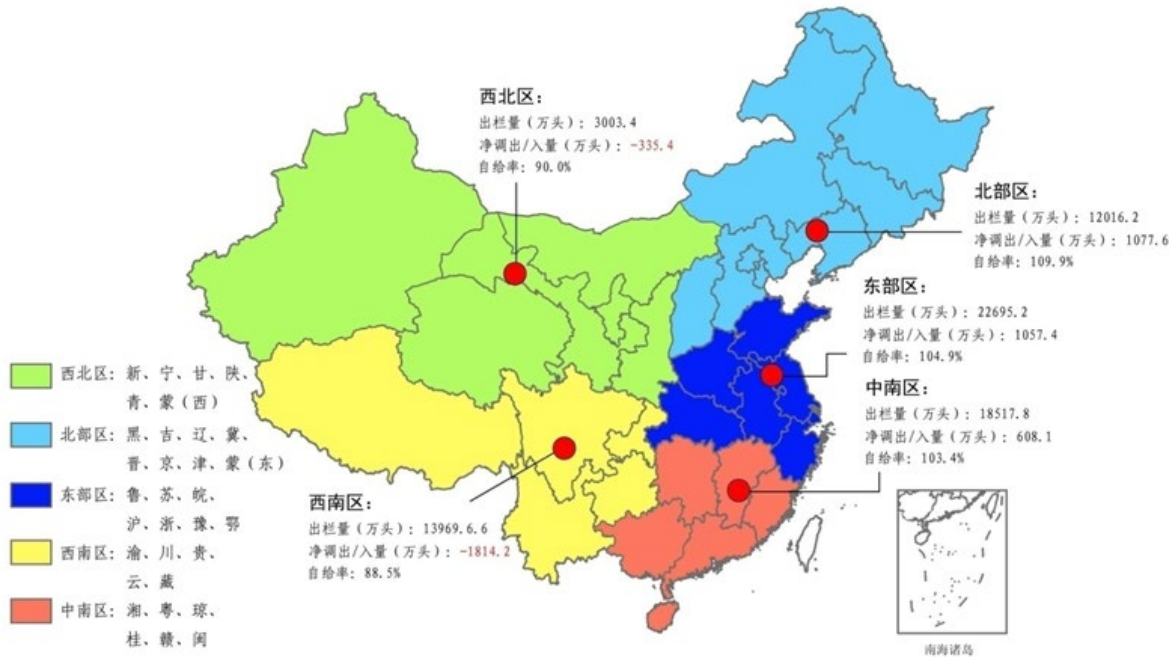 西北区：
出栏量（万头）：3003.4
净调出/入量（万头）：-335.4
自给率：90.0%
北部区：
出栏量（万头）：12016.2
净调出/入量（万头）：1077.6
自给率：109.9%
东部区：
出栏量（万头）：22695.2
净调出/入量（万头）：1057.4
自给率：104.9%
中南区：
出栏量（万头）：18517.8
净调出/入量（万头）：608.1
自给率：103.4%
西南区：
出栏量（万头）：13969.6.6
净调出/入量（万头）：-1814.2
自给率：88.5%
西北区：新、宁、甘、陕、
青、蒙（西）
北部区：黑、吉、辽、冀、
晋、京、津、蒙（东）
东部区：鲁、苏、皖、
沪、浙、豫、鄂
西南区：渝、川、贵、
云、藏
中南区：湘、粤、琼、
桂、赣、闽
南海诸岛